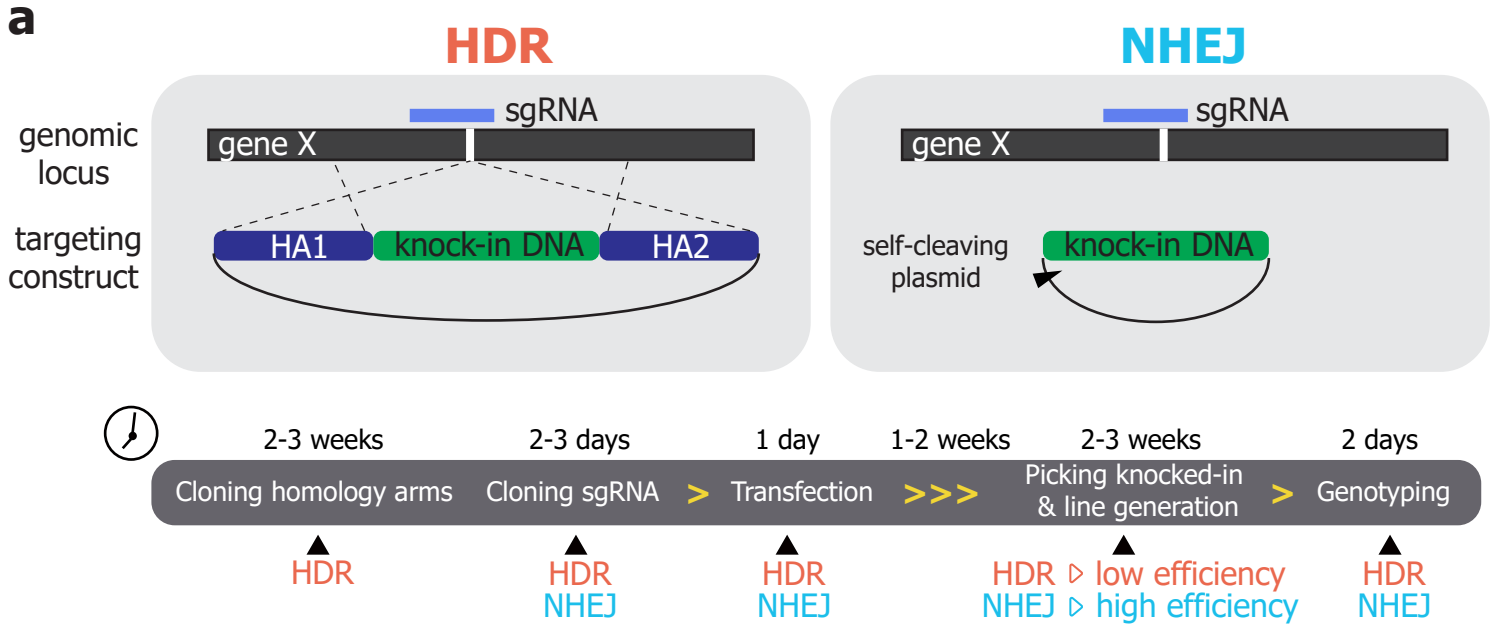 a
HDR
NHEJ
genomic
locus
sgRNA
gene X
sgRNA
gene X
targeting
construct
HA1
knock-in DNA
HA2
self-cleaving
plasmid
knock-in DNA
2-3 weeks
2-3 days
1 day
1-2 weeks
2-3 weeks
2 days
Cloning homology arms
Cloning sgRNA
>
Transfection
>>>
Picking knocked-in
& line generation
>
Genotyping
HDR
HDR
NHEJ
HDR
NHEJ
HDR ▷ low efficiency
NHEJ ▷ high efficiency
HDR
NHEJ